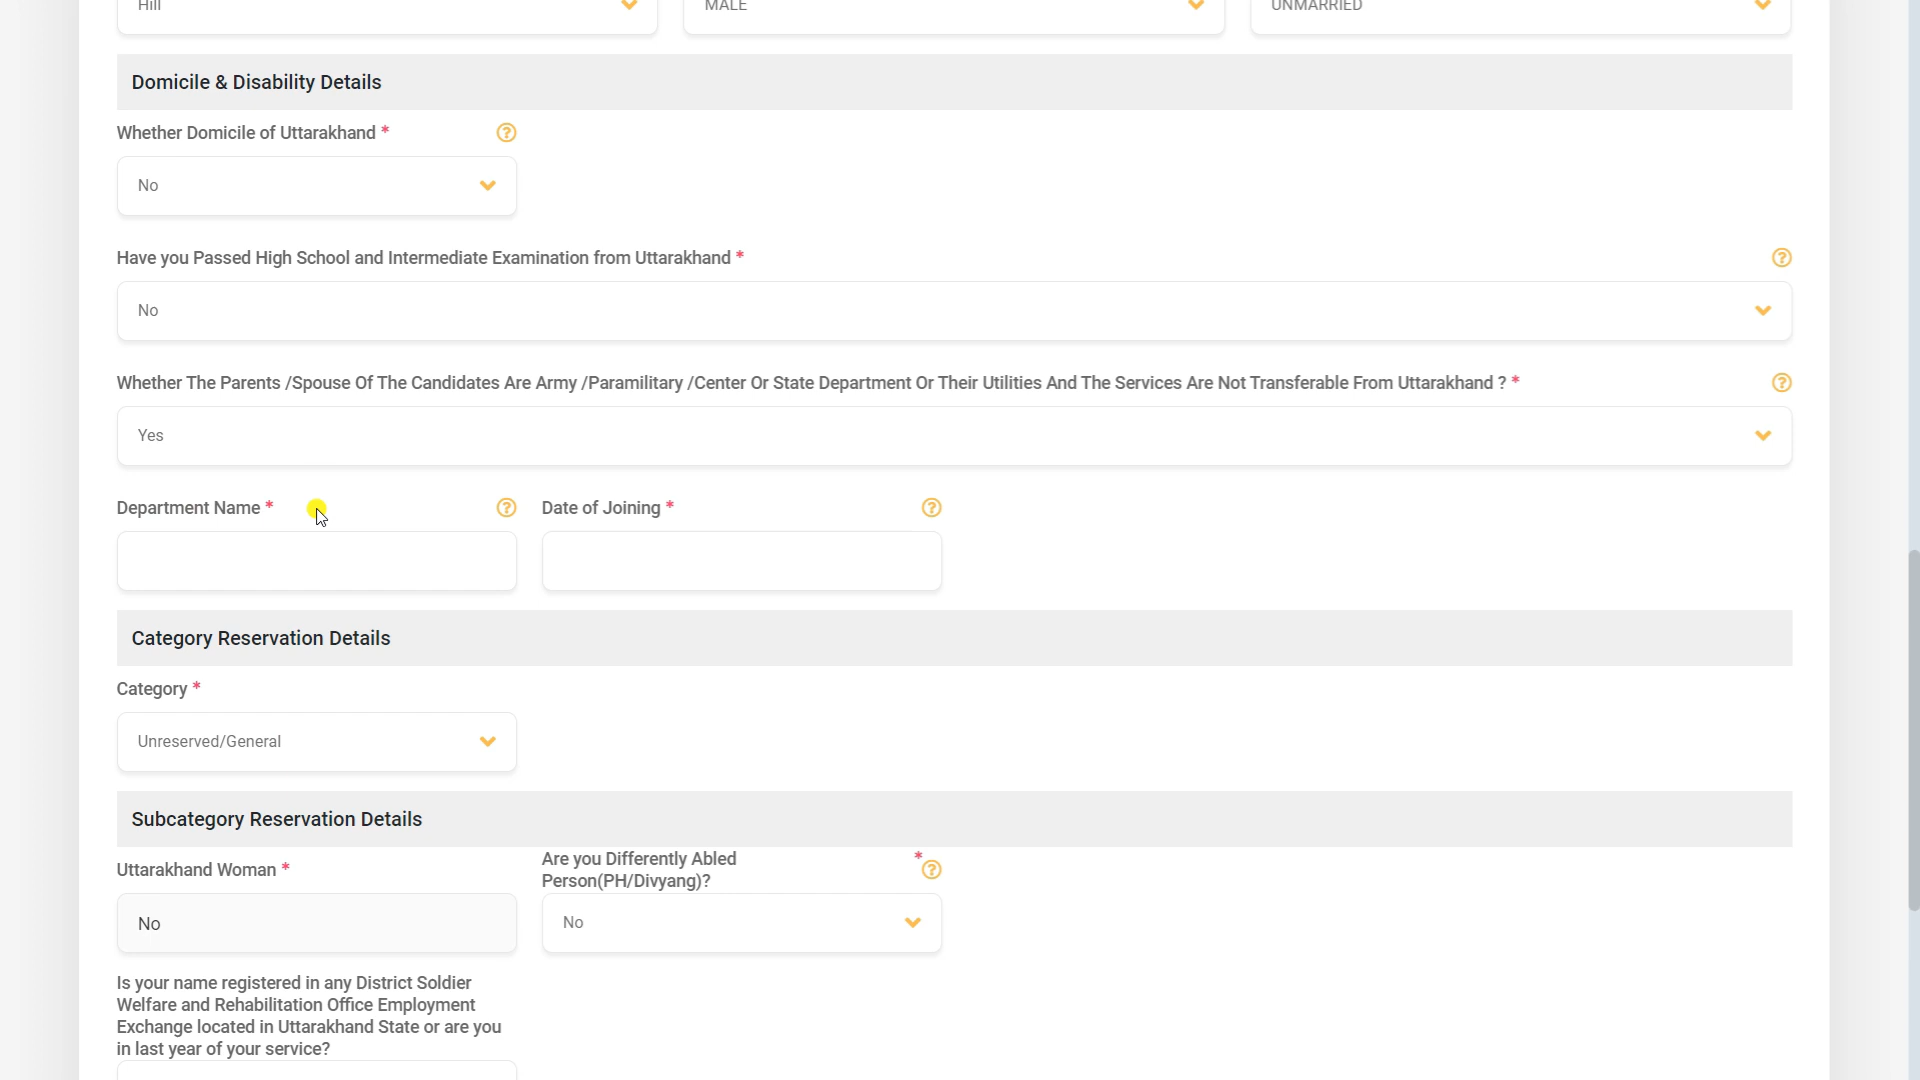 Hill
MALE
UNMARRIED
Domicile & Disability Details
Whether Domicile of Uttarakhand *
No
Have you Passed High School and Intermediate Examination from Uttarakhand *
No
Whether The Parents /Spouse Of The Candidates Are Army /Paramilitary /Center Or State Department Or Their Utilities And The Services Are Not Transferable From Uttarakhand ? *
Yes
Department Name *
Date of Joining *
Category Reservation Details
Category *
Unreserved/General
Subcategory Reservation Details
Uttarakhand Woman *
No
Are you Differently Abled *
Person(PH/Divyang)?
No
Is your name registered in any District Soldier
Welfare and Rehabilitation Office Employment
Exchange located in Uttarakhand State or are you
in last year of your service?